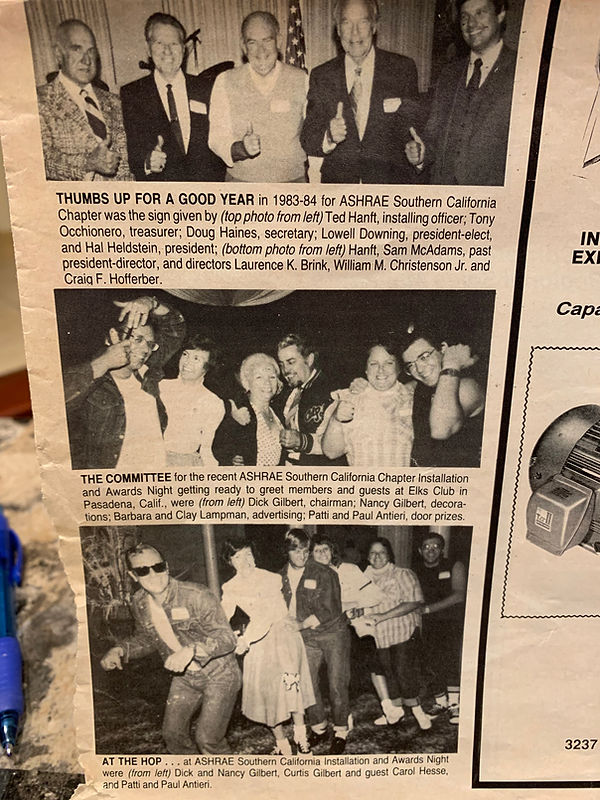 THUMBS UP FOR A GOOD YEAR in 1983-84 for ASHRAE Southern California
Chapter was the sign given by (top photo from left) Ted Hanft, installing officer; Tony
Occhionero, treasurer; Doug Haines, secretary; Lowell Downing, president-elect,
and Hal Heldstein, president; (bottom photo from left) Hanft, Sam McAdams, past
president-director, and directors Laurence K. Brink, William M. Christenson Jr. and
Craig F. Hofferber.
THE COMMITTEE for the recent ASHRAE Southern California Chapter Installation
and Awards Night getting ready to greet members and guests at Elks Club in
Pasadena, Calif., were (from left) Dick Gilbert, chairman; Nancy Gilbert, decora-
tions; Barbara and Clay Lampman, advertising; Patti and Paul Antieri, door prizes.
AT THE HOP . . . at ASHRAE Southern California Installation and Awards Night
were (from left) Dick and Nancy Gilbert, Curtis Gilbert and guest Carol Hesse,
and Patti and Paul Antieri.
IN
EX
Capa
3237